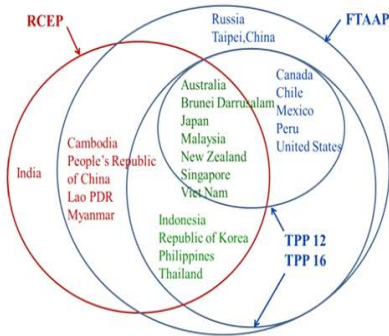 RCEP
Russia
Taipei,China
FTAAP
Australia
Brunei Darrusalam
Japan
Malaysia
New Zealand
Singapore
Viet Nam
Canada
Chile
Mexico
Peru
United States
India
Cambodia
People's Republic
of China
Lao PDR
Myanmar
Indonesia
Republic of Korea
Philippines
Thailand
TPP 12
TPP 16